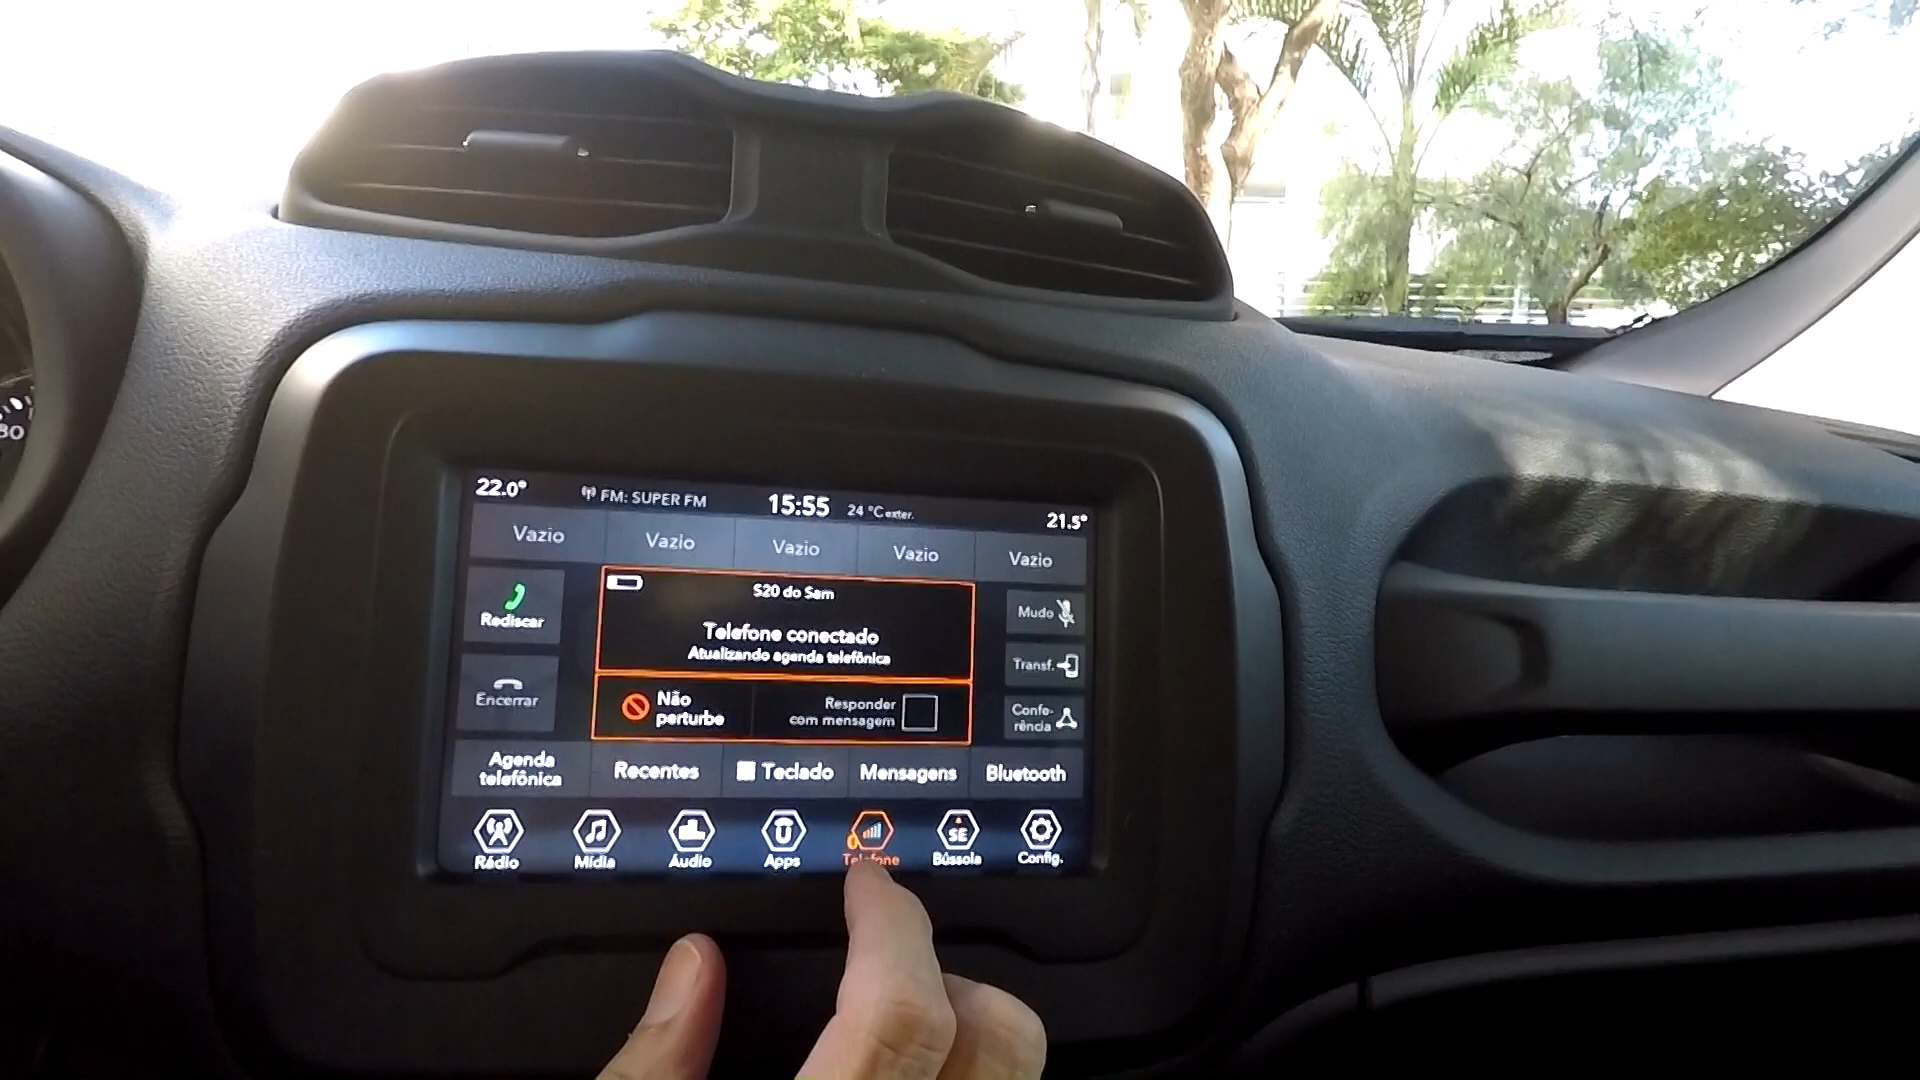 22.0° FM: SUPER FM 15:55 24 °C exter. 21.5°
Vazio Vazio Vazio Vazio Vazio
Rediscar
S20 do Sam
Mudo
Telefone conectado
Atualizando agenda telefônica
Transf.
Encerrar
Não
perturbe
Responder
com mensagem
Confe-
rência
Agenda
telefônica
Recentes Teclado Mensagens Bluetooth
SE
Rádio Mídia Áudio Apps Telefone Bússola Config.
80